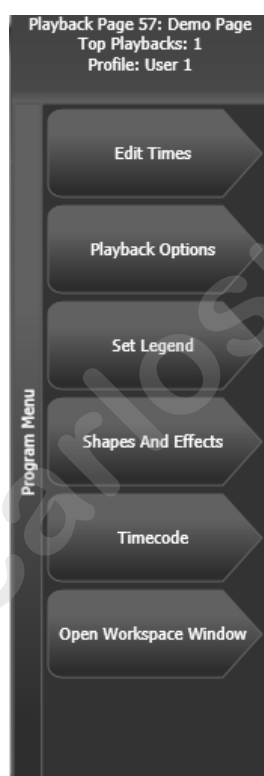 Playback Page 57: Demo Page
Top Playbacks: 1
Profile: User 1
Program Menu
Edit Times
Playback Options
Set Legend
Shapes And Effects
Timecode
Open Workspace Window